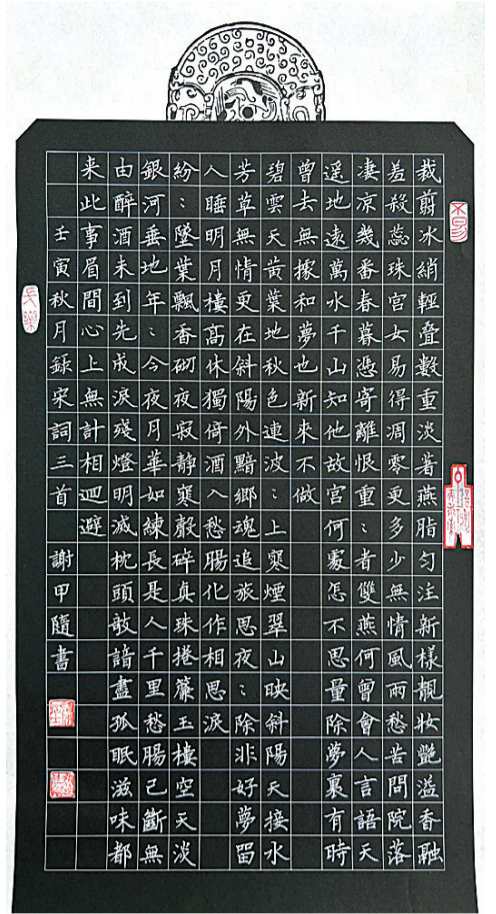 裁翦冰綃輕疊數重淡著燕脂勻注新樣靚妝艷溢香融
羞殺蕊珠宮女易得凋零更多少無情風雨愁苦問院落
凄涼幾番春暮憑寄離恨重：者雙燕何曾會人言語天
遥地遠萬水千山知他故宮何處怎不思量除夢裏有時
曾去無據和夢也新來不做
碧雲天黄葉地秋色連波：上寒煙翠山映斜陽天接水
芳草無情更在斜陽外黯鄉魂追旅思夜：除非好夢留
人睡明月樓高休獨倚酒入愁腸化作相思淚
紛：墜葉飄香砌夜寂靜寒聲碎真珠捲簾玉樓空天淡
銀河垂地年：今夜月華如練長是人千里愁腸已斷無
由醉酒未到先成淚殘燈明滅枕頭敧諳盡孤眠滋味都
来此事眉間心上無計相迴避
壬寅秋月録宋詞三首 謝甲隨書
不易